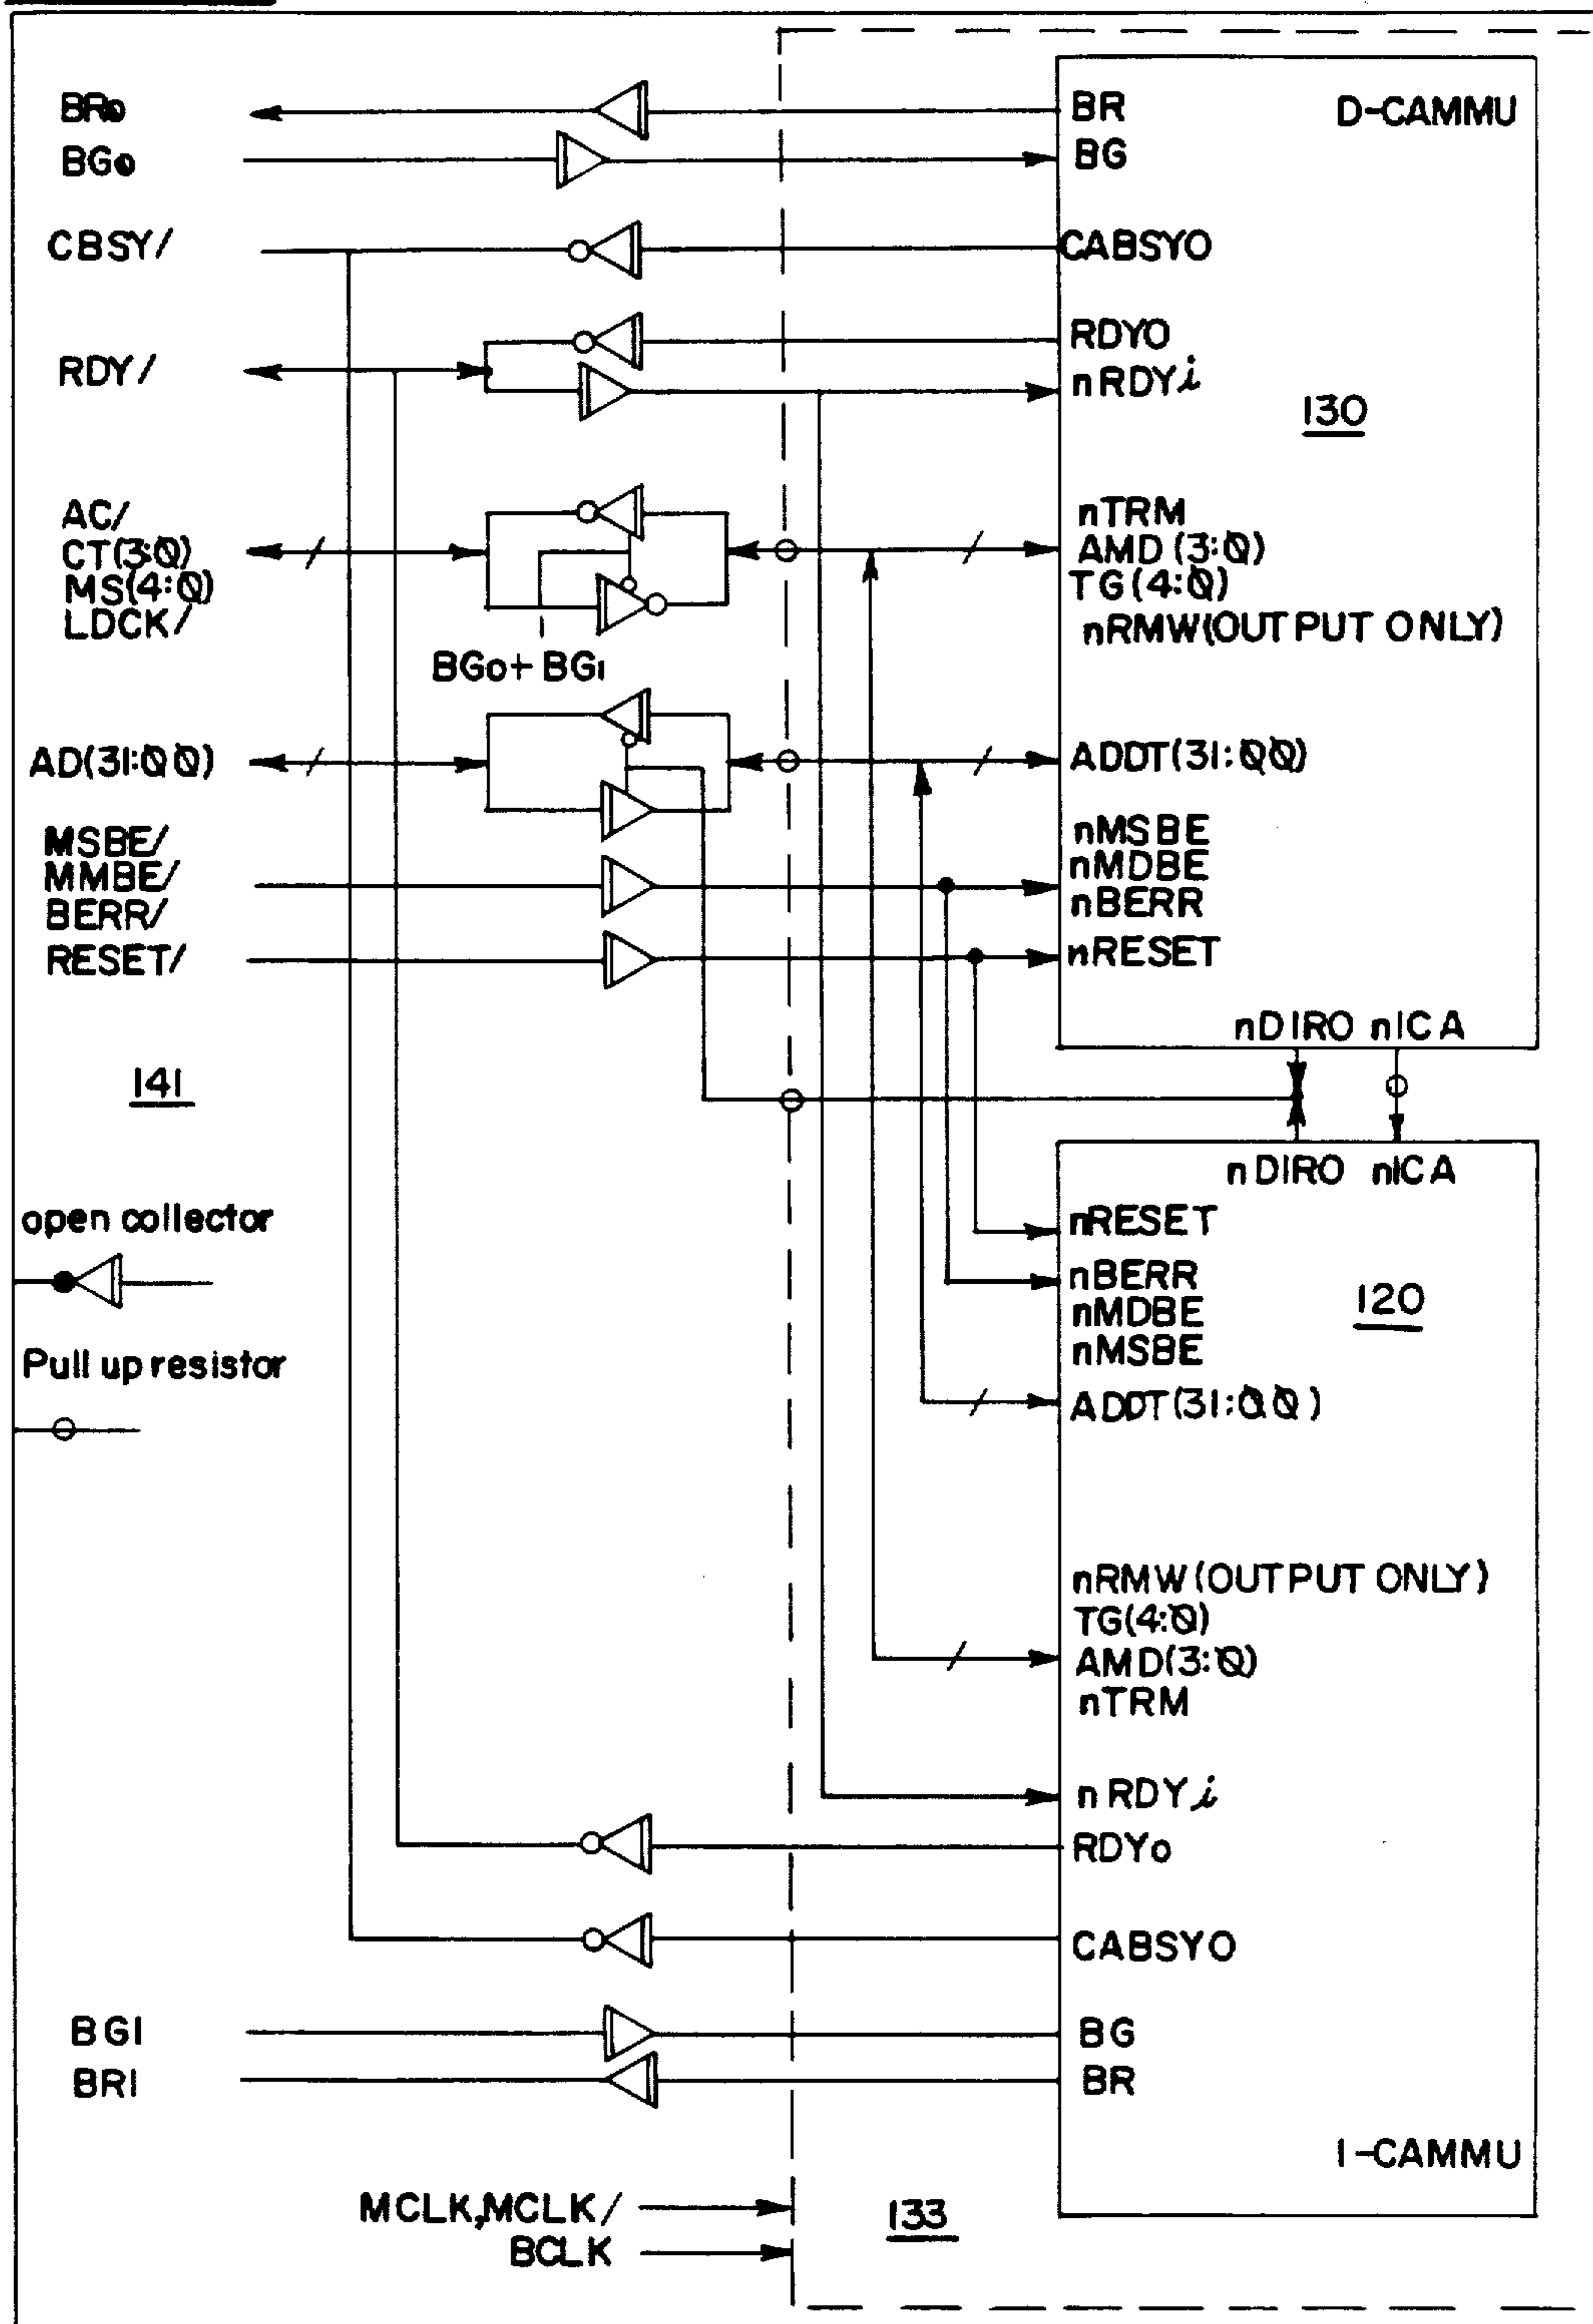 BRo
BR
D-CAMMU
BGo
BG
CBSY/
CABSYO
RDYO
RDY/
nRDYi
130
AC/
CT(3:0)
MS(4:0)
LDCK/
nTRM
AMD (3:0)
TG(4:0)
nRMW(OUTPUT ONLY)
BGo+BG1
AD(31:00)
ADDT(31:00)
MSBE/
MMBE/
BERR/
nMSBE
nMDBE
nBERR
RESET/
nRESET
nDIRO nICA
141
nDIRO nICA
open collector
nRESET
nBERR
nMDBE
nMSBE
120
Pull up resistor
ADDT(31:00)
nRMW(OUTPUT ONLY)
TG(4:0)
AMD(3:0)
nTRM
nRDYi
RDYo
CABSYO
BG1
BG
BR1
BR
I-CAMMU
MCLK,MCLK/
BCLK
133